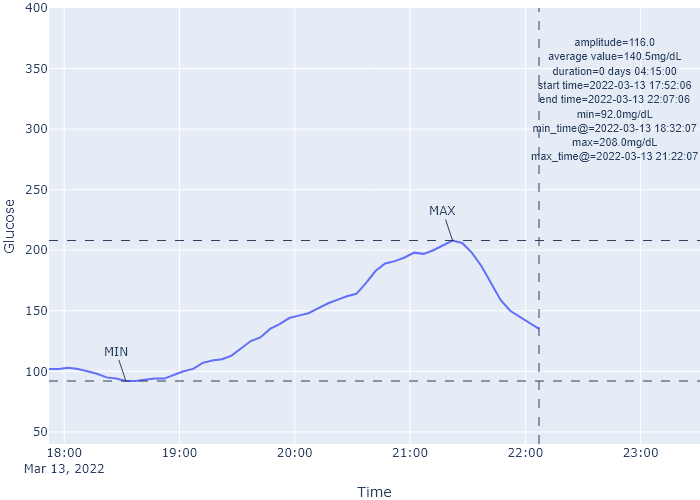 400
amplitude=116.0
average value=140.5mg/dL
350
duration=0 days 04:15:00
start time=2022-03-13 17:52:06
end time=2022-03-13 22:07:06
min=92.0mg/dL
300
min_time@=2022-03-13 18:32:07
max=208.0mg/dL
max_time@=2022-03-13 21:22:07
250
MAX
Glucose
200
150
MIN
100
50
18:00 19:00 20:00 21:00 22:00 23:00
Mar 13, 2022
Time